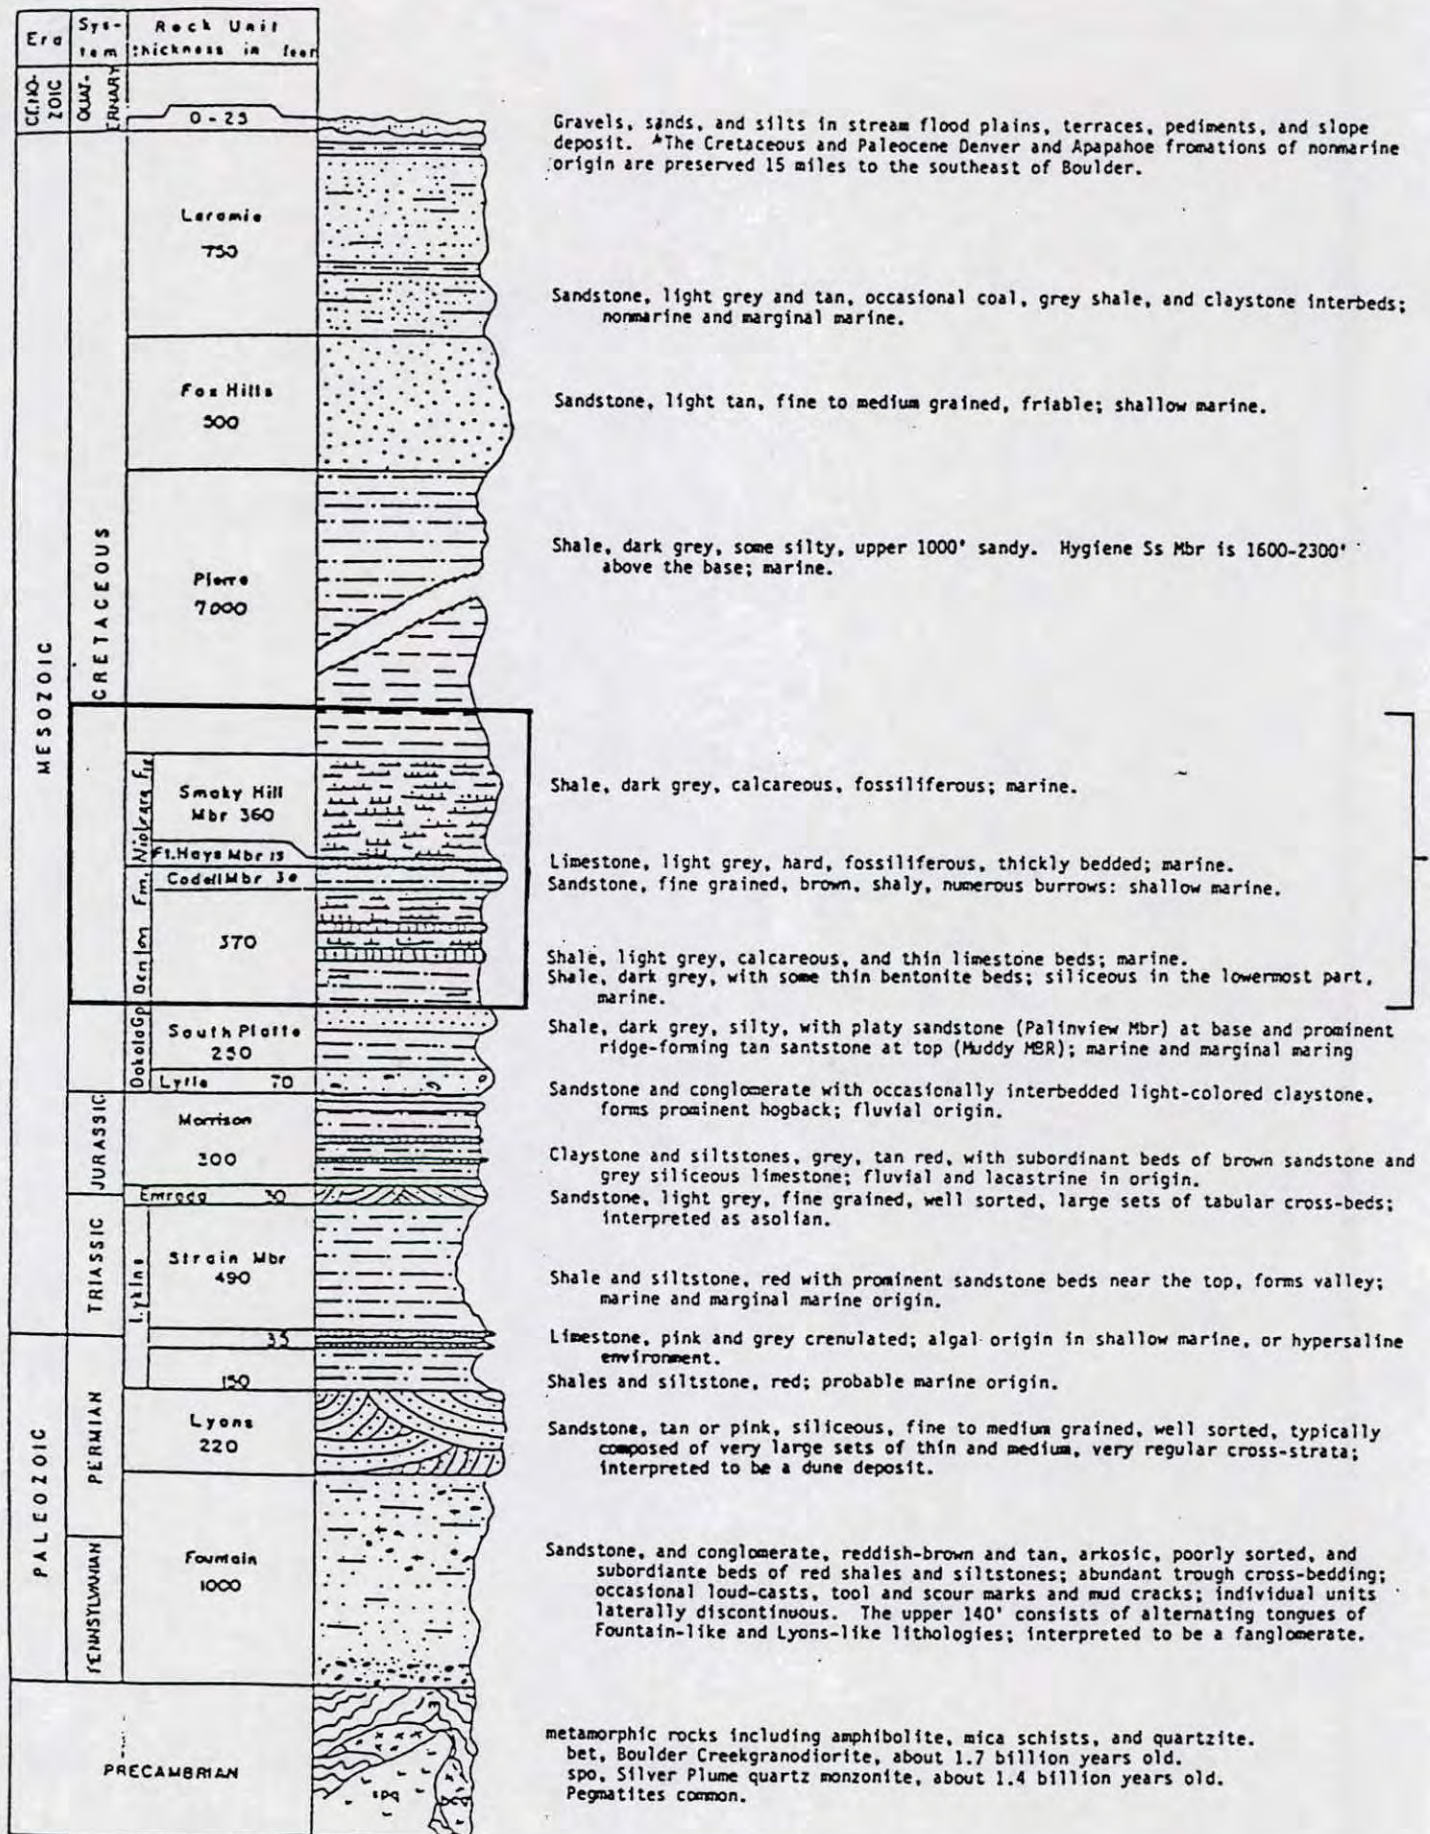 Era
Sys-
tem
Rock Unit
thickness in feet
CENO-
ZOIC
QUAT-
ERNARY
0-25
Gravels, sands, and silts in stream flood plains, terraces, pediments, and slope
deposit. *The Cretaceous and Paleocene Denver and Apapahoe fromations of nonmarine
origin are preserved 15 miles to the southeast of Boulder.
MESOZOIC
CRETACEOUS
Laramie
750
Sandstone, light grey and tan, occasional coal, grey shale, and claystone interbeds;
nonmarine and marginal marine.
Fox Hills
500
Sandstone, light tan, fine to medium grained, friable; shallow marine.
Pierre
7000
Shale, dark grey, some silty, upper 1000' sandy. Hygiene Ss Mbr is 1600-2300'
above the base; marine.
Niobrara Fm
Smoky Hill
Mbr 360
Shale, dark grey, calcareous, fossiliferous; marine.
Ft. Hays Mbr 15
Limestone, light grey, hard, fossiliferous, thickly bedded; marine.
Benton Fm.
Codell Mbr 30
Sandstone, fine grained, brown, shaly, numerous burrows: shallow marine.
370
Shale, light grey, calcareous, and thin limestone beds; marine.
Shale, dark grey, with some thin bentonite beds; siliceous in the lowermost part,
marine.
South Platte
250
Shale, dark grey, silty, with platy sandstone (Palinview Mbr) at base and prominent
ridge-forming tan santstone at top (Muddy MBR); marine and marginal maring
Lytle 70
Sandstone and conglomerate with occasionally interbedded light-colored claystone,
forms prominent hogback; fluvial origin.
JURASSIC
Morrison
300
Claystone and siltstones, grey, tan red, with subordinant beds of brown sandstone and
grey siliceous limestone; fluvial and lacastrine in origin.
Entrada 30
Sandstone, light grey, fine grained, well sorted, large sets of tabular cross-beds;
interpreted as asolian.
TRIASSIC
Lykins
Strain Mbr
490
Shale and siltstone, red with prominent sandstone beds near the top, forms valley;
marine and marginal marine origin.
35
Limestone, pink and grey crenulated; algal origin in shallow marine, or hypersaline
environment.
150
Shales and siltstone, red; probable marine origin.
PALEOZOIC
PERMIAN
Lyons
220
Sandstone, tan or pink, siliceous, fine to medium grained, well sorted, typically
composed of very large sets of thin and medium, very regular cross-strata;
interpreted to be a dune deposit.
PENNSYLVANIAN
Fountain
1000
Sandstone, and conglomerate, reddish-brown and tan, arkosic, poorly sorted, and
subordiante beds of red shales and siltstones; abundant trough cross-bedding;
occasional loud-casts, tool and scour marks and mud cracks; individual units
laterally discontinuous. The upper 140' consists of alternating tongues of
Fountain-like and Lyons-like lithologies; interpreted to be a fanglomerate.
PRECAMBRIAN
metamorphic rocks including amphibolite, mica schists, and quartzite.
bet, Boulder Creekgranodiorite, about 1.7 billion years old.
spo, Silver Plume quartz monzonite, about 1.4 billion years old.
Pegmatites common.